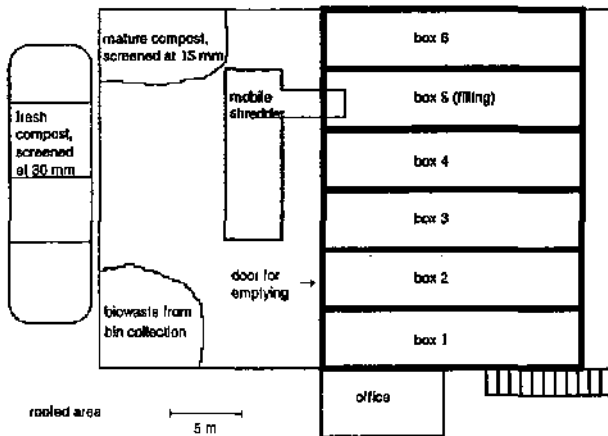 mature compost,
screened at 15 mm
box 6
mobile
shredder
box 5 (filling)
fresh
compost,
screened
at 30 mm
box 4
box 3
door for
emptying
box 2
biowaste from
bin collection
box 1
office
roofed area
5 m